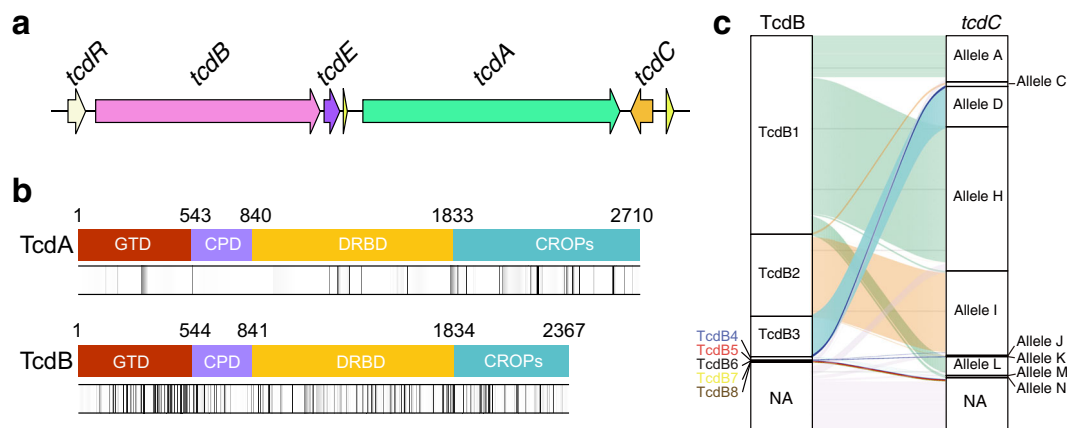 a
tcdR
tcdB
tcdE
tcdA
tcdC
b
1 543 840 1833 2710
TcdA GTD CPD DRBD CROPs
1 544 841 1834 2367
TcdB GTD CPD DRBD CROPs
c
TcdB tcdC
TcdB1
TcdB2
TcdB3
TcdB4
TcdB5
TcdB6
TcdB7
TcdB8
NA
Allele A
Allele C
Allele D
Allele H
Allele I
Allele J
Allele K
Allele L
Allele M
Allele N
NA